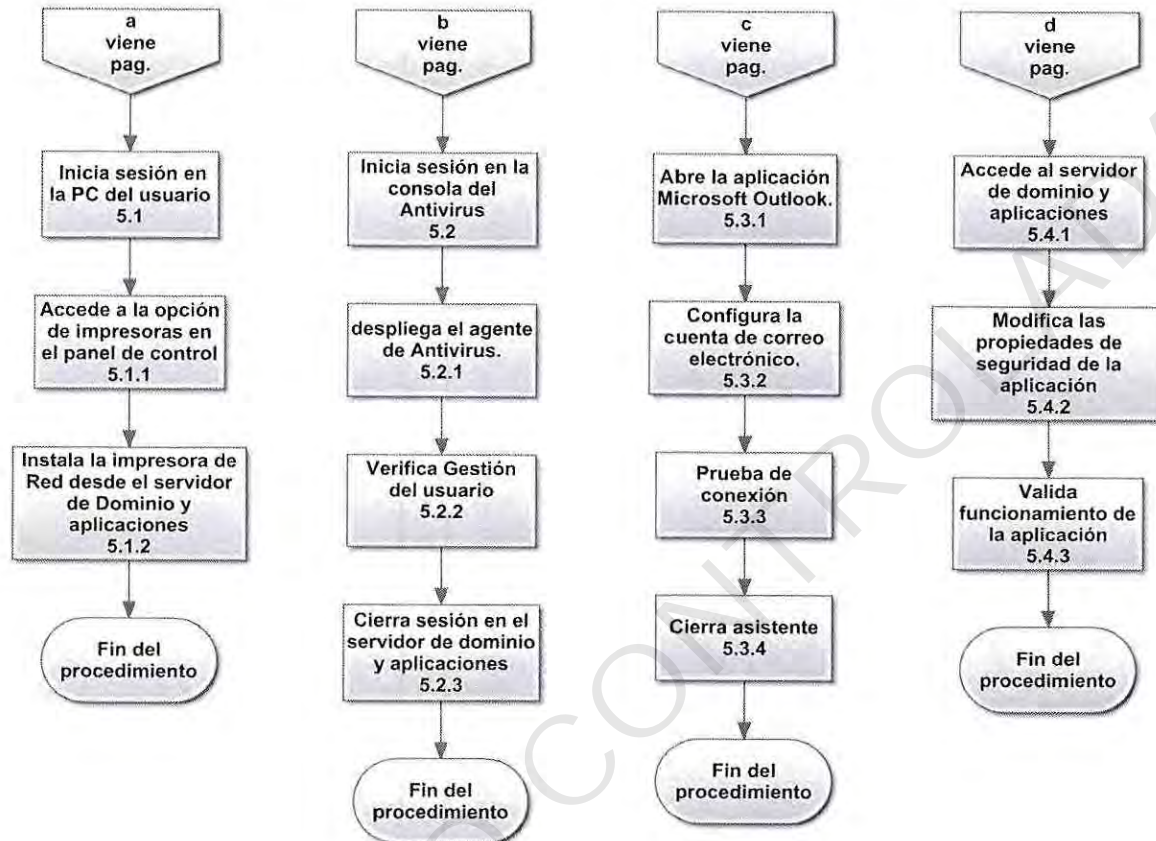 a
viene
pag.
Inicia sesión en
la PC del usuario
5.1
Accede a la opción
de impresoras en
el panel de control
5.1.1
Instala la impresora de
Red desde el servidor
de Dominio y
aplicaciones
5.1.2
Fin del
procedimiento
b
viene
pag.
Inicia sesión en la
consola del
Antivirus
5.2
despliega el agente
de Antivirus.
5.2.1
Verifica Gestión
del usuario
5.2.2
Cierra sesión en el
servidor de dominio
y aplicaciones
5.2.3
Fin del
procedimiento
c
viene
pag.
Abre la aplicación
Microsoft Outlook.
5.3.1
Configura la
cuenta de correo
electrónico.
5.3.2
Prueba de
conexión
5.3.3
Cierra asistente
5.3.4
Fin del
procedimiento
d
viene
pag.
Accede al servidor
de dominio y
aplicaciones
5.4.1
Modifica las
propiedades de
seguridad de la
aplicación
5.4.2
Valida
funcionamiento de
la aplicación
5.4.3
Fin del
procedimiento
CONTROLADA